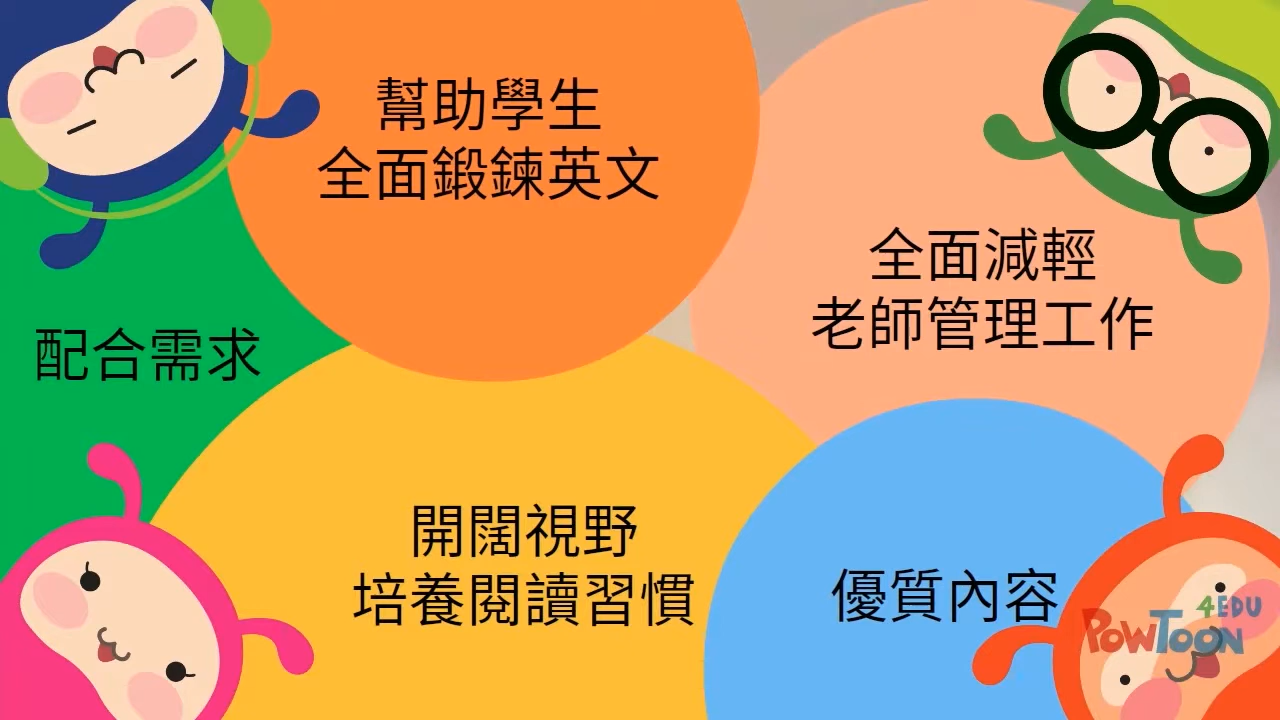 幫助學生
全面鍛鍊英文
全面減輕
老師管理工作
配合需求
開闊視野
培養閱讀習慣
優質內容
4EDU
POWTOON